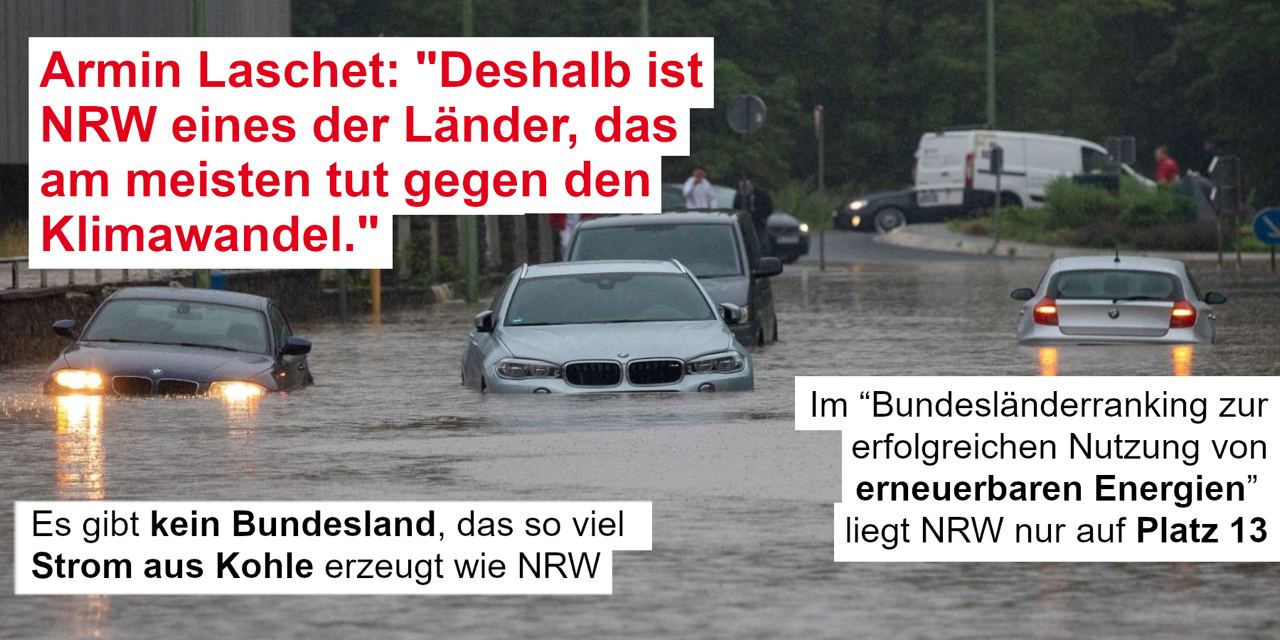 Armin Laschet: "Deshalb ist
NRW eines der Länder, das
am meisten tut gegen den
Klimawandel."
Im “Bundesländerranking zur
erfolgreichen Nutzung von
erneuerbaren Energien”
liegt NRW nur auf Platz 13
Es gibt kein Bundesland, das so viel
Strom aus Kohle erzeugt wie NRW